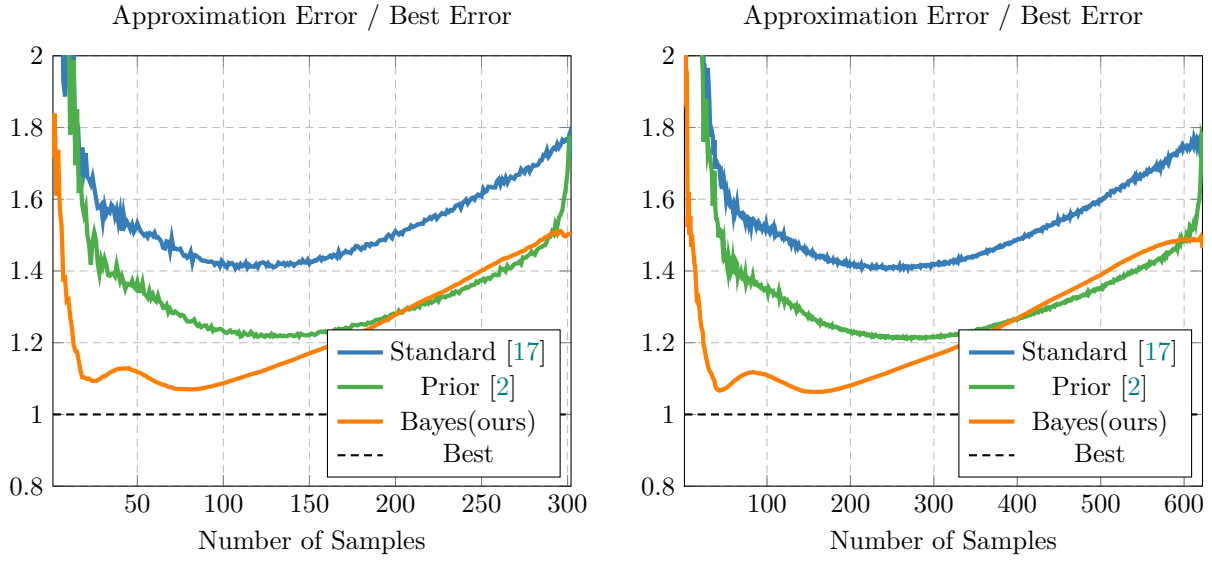 Approximation Error / Best Error
2
1.8
1.6
1.4
1.2
1
0.8
50 100 150 200 250 300
Number of Samples
Standard [17]
Prior [2]
Bayes(ours)
Best
Approximation Error / Best Error
2
1.8
1.6
1.4
1.2
1
0.8
100 200 300 400 500 600
Number of Samples
Standard [17]
Prior [2]
Bayes(ours)
Best